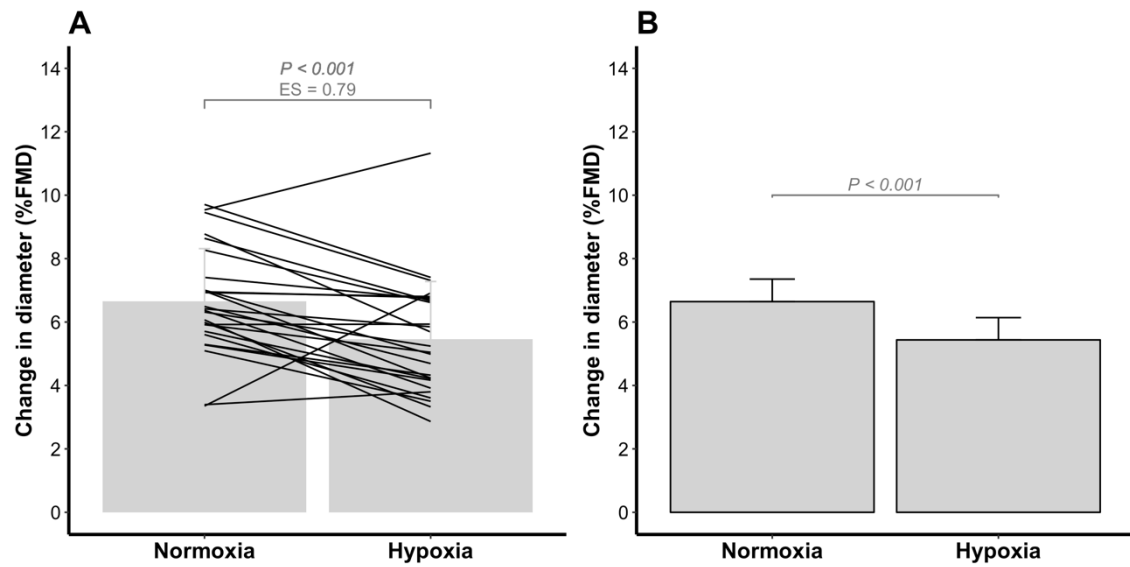 A
Change in diameter (%FMD)
14
12
10
8
6
4
2
0
P < 0.001
ES = 0.79
Normoxia Hypoxia
B
Change in diameter (%FMD)
14
12
10
8
6
4
2
0
P < 0.001
Normoxia Hypoxia